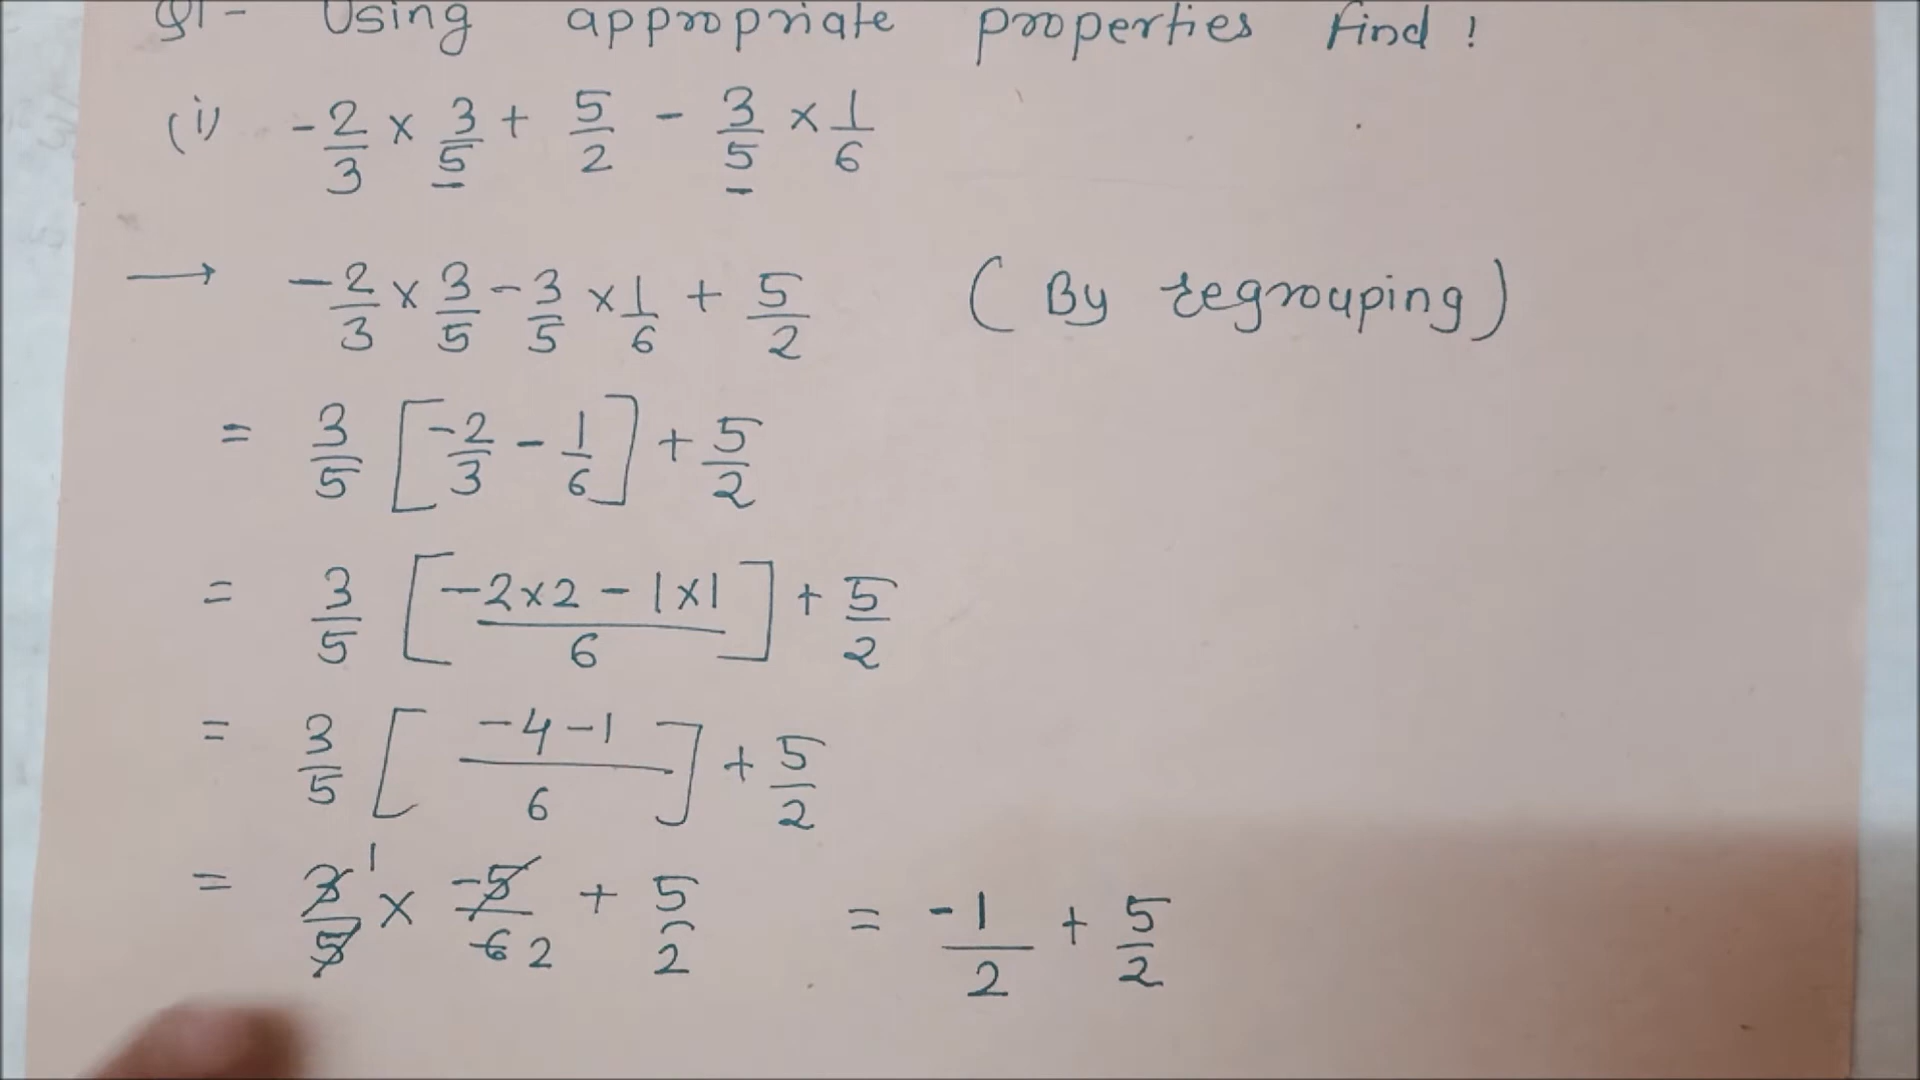 Q1- Using appropriate properties find!
(i) -2/3 × 3/5 + 5/2 - 3/5 × 1/6
→ -2/3 × 3/5 - 3/5 × 1/6 + 5/2 (By regrouping)
= 3/5 [-2/3 - 1/6] + 5/2
= 3/5 [-2×2 - 1×1/6] + 5/2
= 3/5 [-4-1/6] + 5/2
= 3/5 1 × -5/6 2 + 5/2 = -1/2 + 5/2